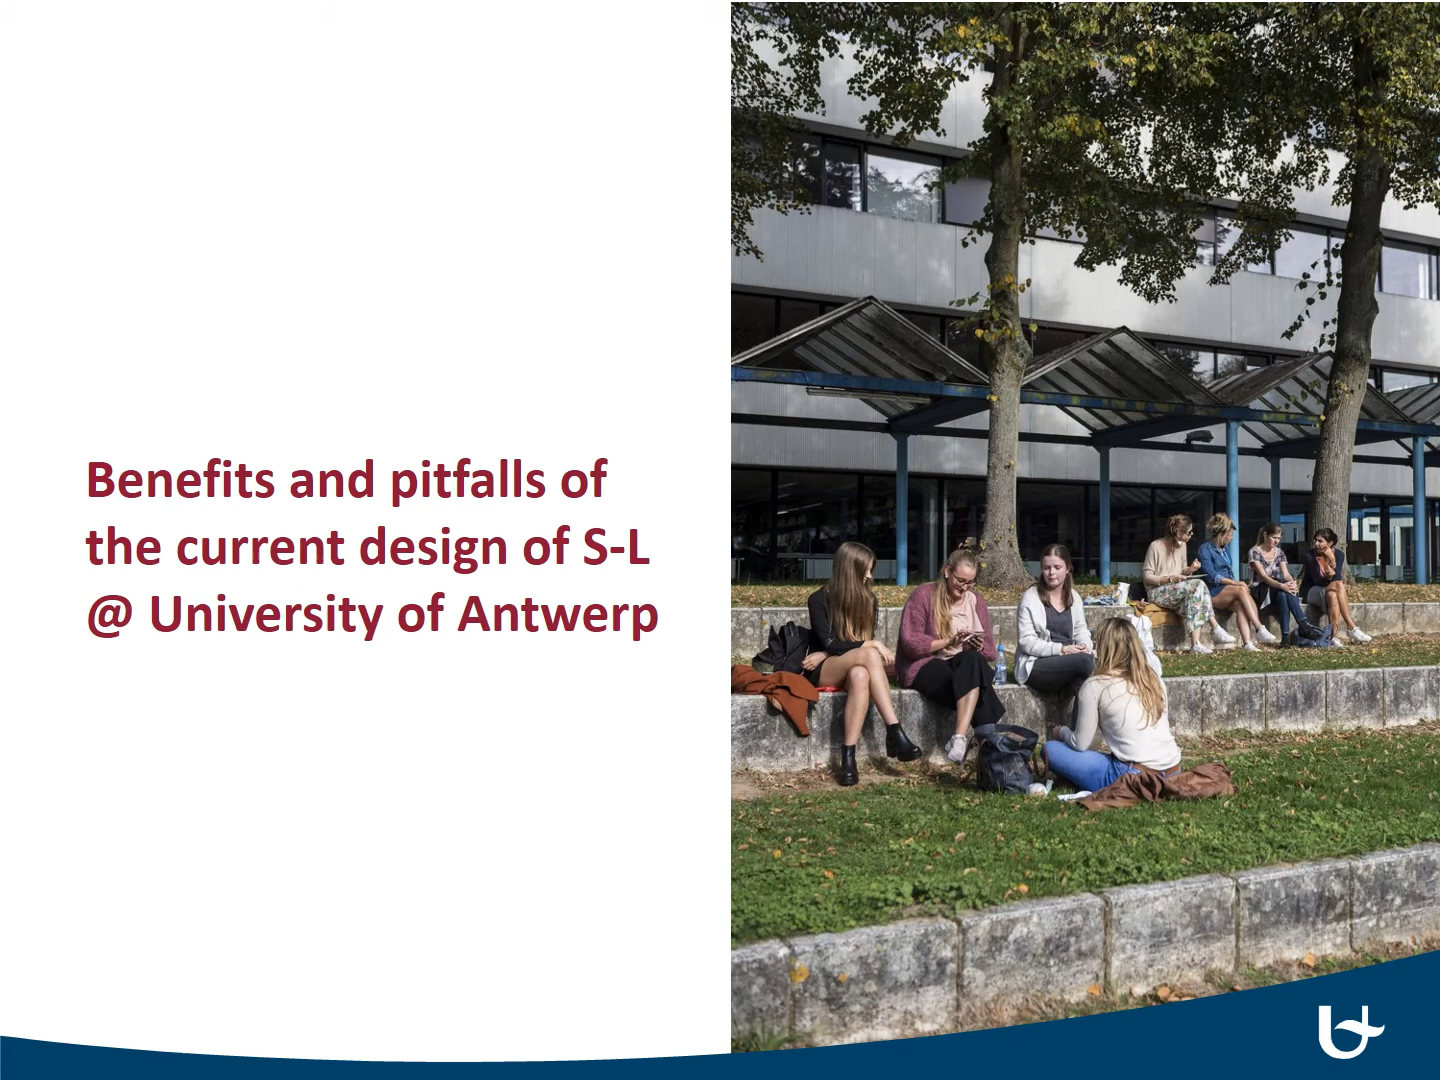 Benefits and pitfalls of
the current design of S-L
@ University of Antwerp